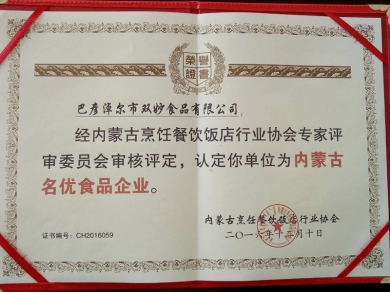 榮譽
證書
巴彦淖尔市双妙食品有限公司
经内蒙古烹饪餐饮饭店行业协会专家评
审委员会审核评定，认定你单位为内蒙古
名优食品企业。
内蒙古烹饪餐饮饭店行业协会
二〇一六年十二月十日
证书编号：CH2016059